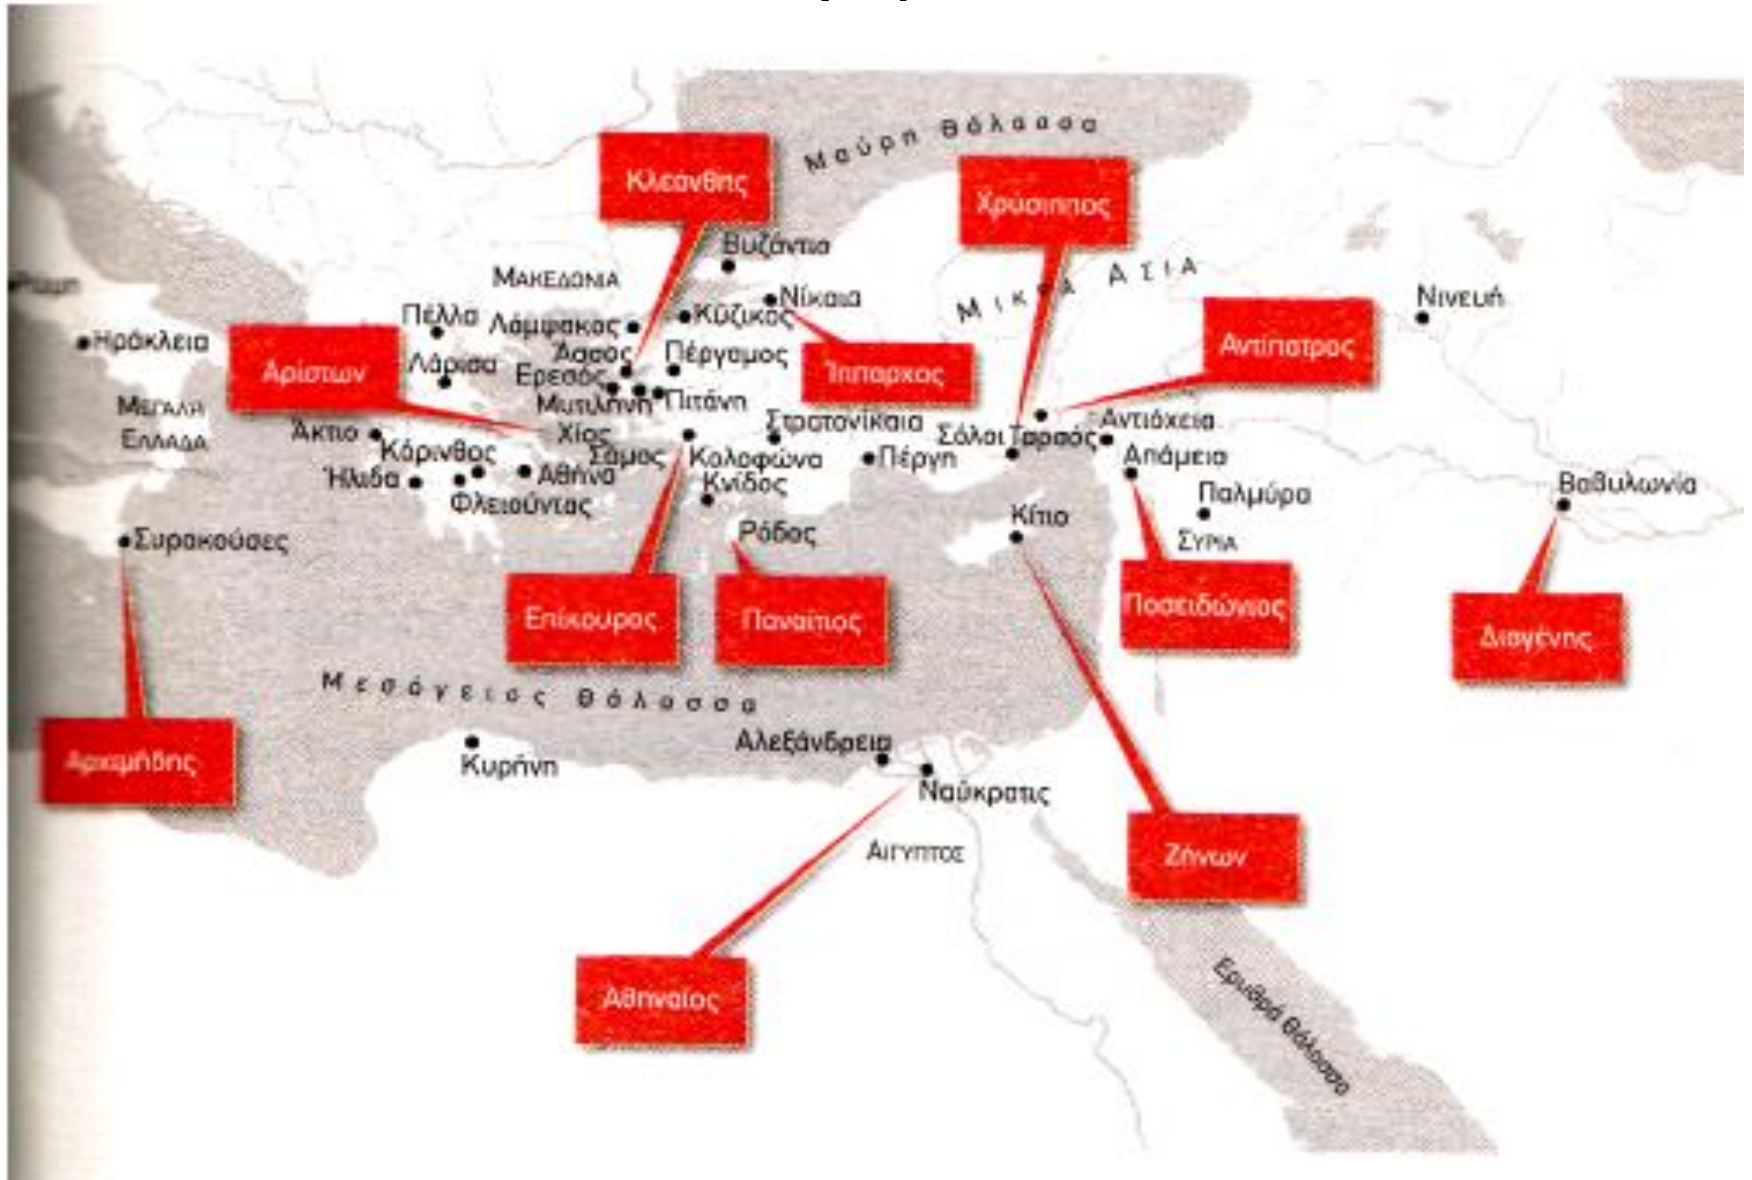 Μαύρη Θάλασσα
Κλεάνθης
Χρύσιππος
Βυζάντιο
ΜΑΚΕΔΟΝΙΑ
ΜΙΚΡΑ ΑΣΙΑ
Νίκαια
Νινευή
Πέλλα
Λάμψακος
Κύζικος
Ηράκλεια
Αντίπατρος
Άσσος
Πέργαμος
Αρίστων
Λάρισα
Ερεσός
Ίππαρχος
ΜΕΓΑΛΗ
ΕΛΛΑΔΑ
Μυτιλήνη
Πιτάνη
Άκτιο
Χίος
Στρατονίκαια
Σόλοι
Ταρσός
Αντιόχεια
Κόρινθος
Σάμος
Κολοφώνα
Πέργη
Απάμεια
Ήλιδα
Αθήνα
Κνίδος
Βαβυλωνία
Φλειούντας
Παλμύρα
Κίτιο
Συρακούσες
Ρόδος
ΣΥΡΙΑ
Επίκουρος
Παναίτιος
Ποσειδώνιος
Διογένης
Μεσόγειος Θάλασσα
Αρχιμήδης
Κυρήνη
Αλεξάνδρεια
Ναύκρατις
ΑΙΓΥΠΤΟΣ
Ζήνων
Αθηναίος
Ερυθρά Θάλασσα